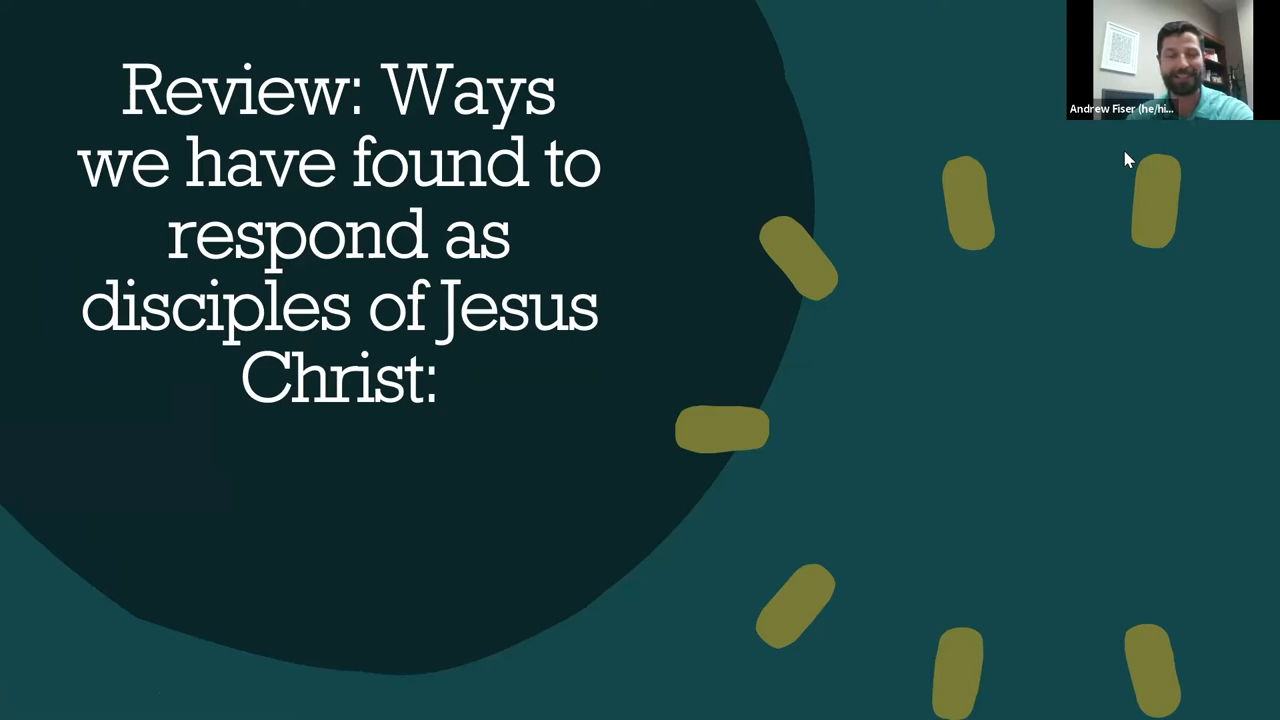 Review: Ways
we have found to
respond as
disciples of Jesus
Christ:
Andrew Fiser (he/hi...